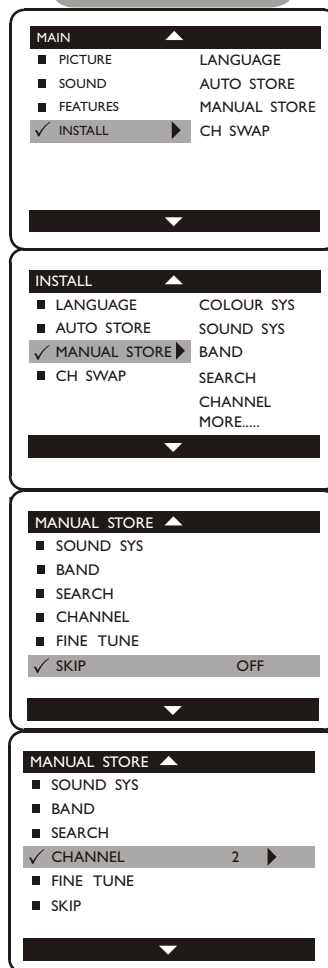 MAIN
PICTURE LANGUAGE
SOUND AUTO STORE
FEATURES MANUAL STORE
✓ INSTALL CH SWAP
INSTALL
LANGUAGE COLOUR SYS
AUTO STORE SOUND SYS
✓ MANUAL STORE BAND
CH SWAP SEARCH
CHANNEL
MORE.....
MANUAL STORE
SOUND SYS
BAND
SEARCH
CHANNEL
FINE TUNE
✓ SKIP OFF
MANUAL STORE
SOUND SYS
BAND
SEARCH
✓ CHANNEL 2
FINE TUNE
SKIP